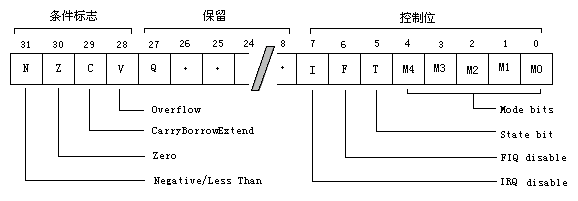 条件标志 保留 控制位
31 30 29 28 27 26 25 24 8 7 6 5 4 3 2 1 0
N Z C V Q · · · I F T M4 M3 M2 M1 M0
Overflow Mode bits
CarryBorrowExtend State bit
Zero FIQ disable
Negative/Less Than IRQ disable